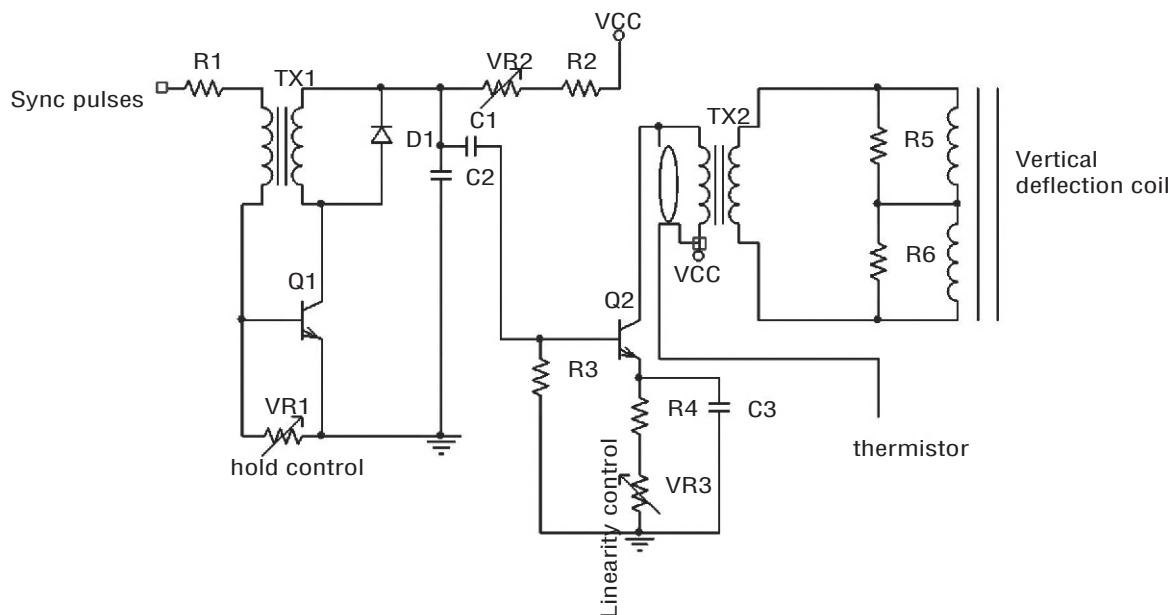 VCC
R1
VR2
R2
TX1
Sync pulses
C1
D1
C2
TX2
R5
Vertical
deflection coil
R6
VCC
Q1
Q2
R3
R4
C3
VR1
hold control
thermistor
VR3
Linearity control